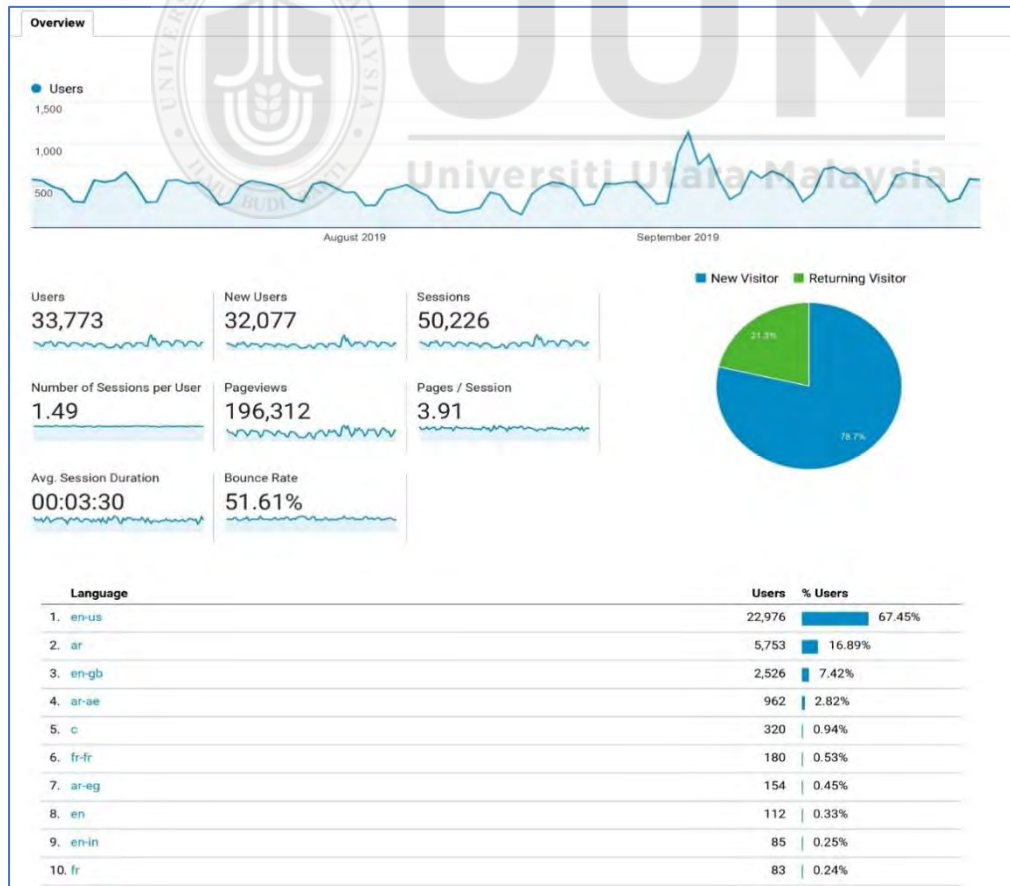 Overview
UUM
Universiti Utara Malaysia
UNIVERSITI UTARA MALAYSIA
Users
1,500
1,000
500
August 2019 September 2019
New Visitor Returning Visitor
Users New Users Sessions
33,773 32,077 50,226
21.3%
Number of Sessions per User Pageviews Pages / Session
1.49 196,312 3.91
78.7%
Avg. Session Duration Bounce Rate
00:03:30 51.61%
Language Users % Users
1. en-us 22,976 67.45%
2. ar 5,753 16.89%
3. en-gb 2,526 7.42%
4. ar-ae 962 2.82%
5. c 320 0.94%
6. fr-fr 180 0.53%
7. ar-eg 154 0.45%
8. en 112 0.33%
9. en-in 85 0.25%
10. fr 83 0.24%